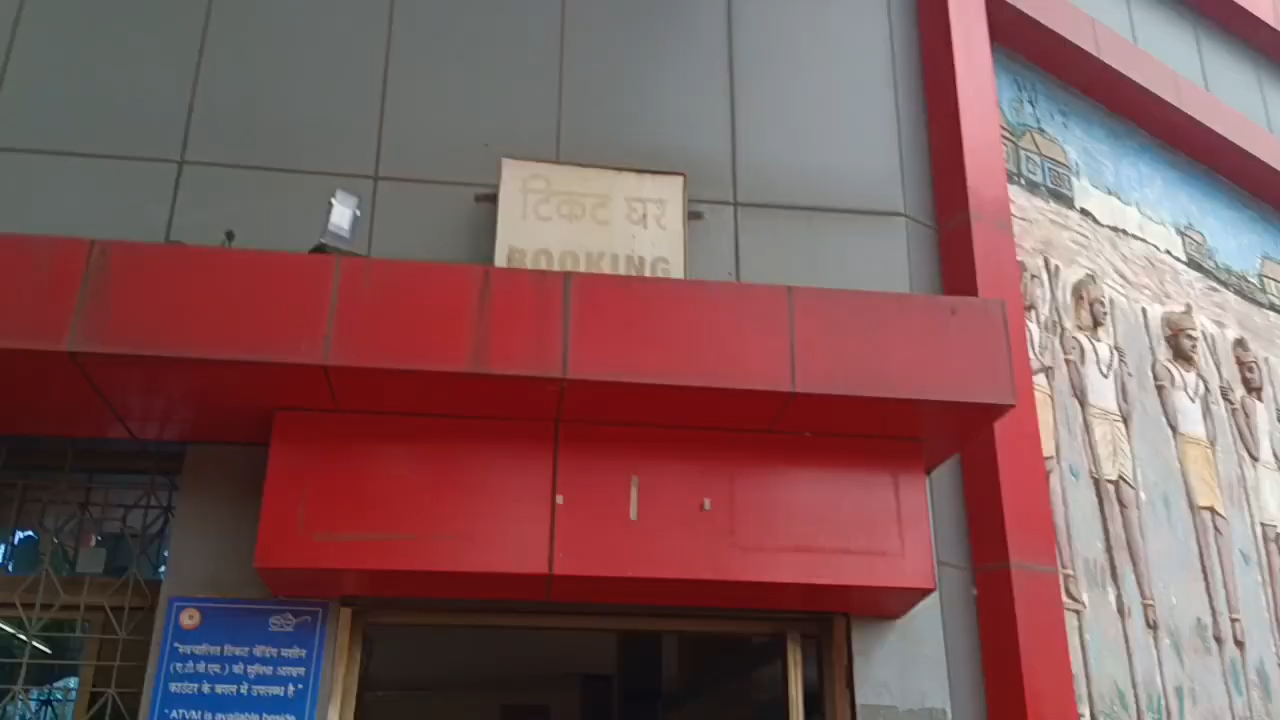 टिकट घर
BOOKING
"स्वचालित टिकट वेंडिंग मशीन
(ए.टी.वी.एम.) की सुविधा आरक्षण
काउंटर के बगल में उपलब्ध है"
"ATVM is available beside